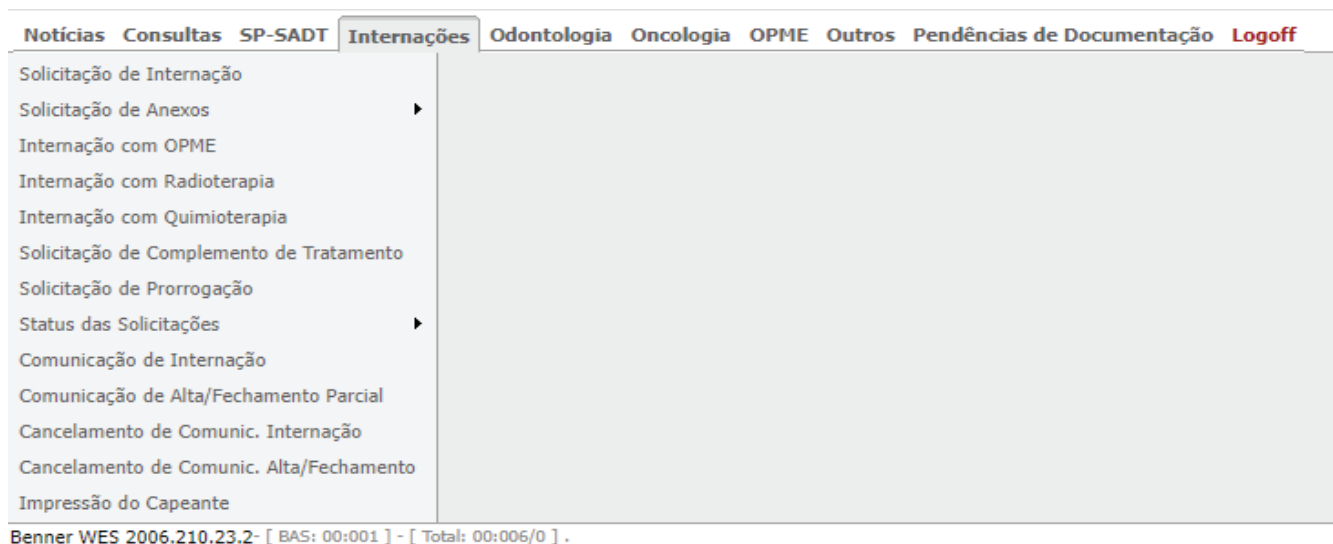 Notícias Consultas SP-SADT Internações Odontologia Oncologia OPME Outros Pendências de Documentação Logoff
Solicitação de Internação
Solicitação de Anexos
Internação com OPME
Internação com Radioterapia
Internação com Quimioterapia
Solicitação de Complemento de Tratamento
Solicitação de Prorrogação
Status das Solicitações
Comunicação de Internação
Comunicação de Alta/Fechamento Parcial
Cancelamento de Comunic. Internação
Cancelamento de Comunic. Alta/Fechamento
Impressão do Capeante
Benner WES 2006.210.23.2- [ BAS: 00:001 ] - [ Total: 00:006/0 ] .